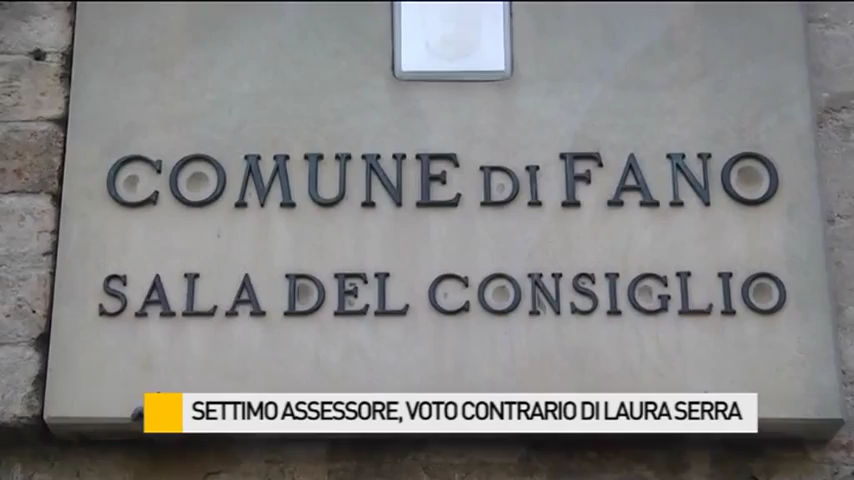 COMUNE DI FANO
SALA DEL CONSIGLIO
SETTIMO ASSESSORE, VOTO CONTRARIO DI LAURA SERRA